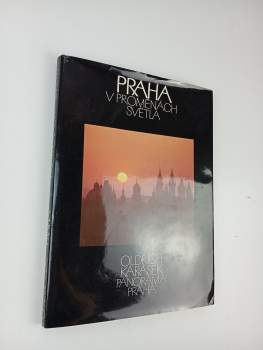 PRAHA
V PROMĚNÁCH
SVĚTLA
OLDŘICH
KARÁSEK
PANORAMA
PRAHA